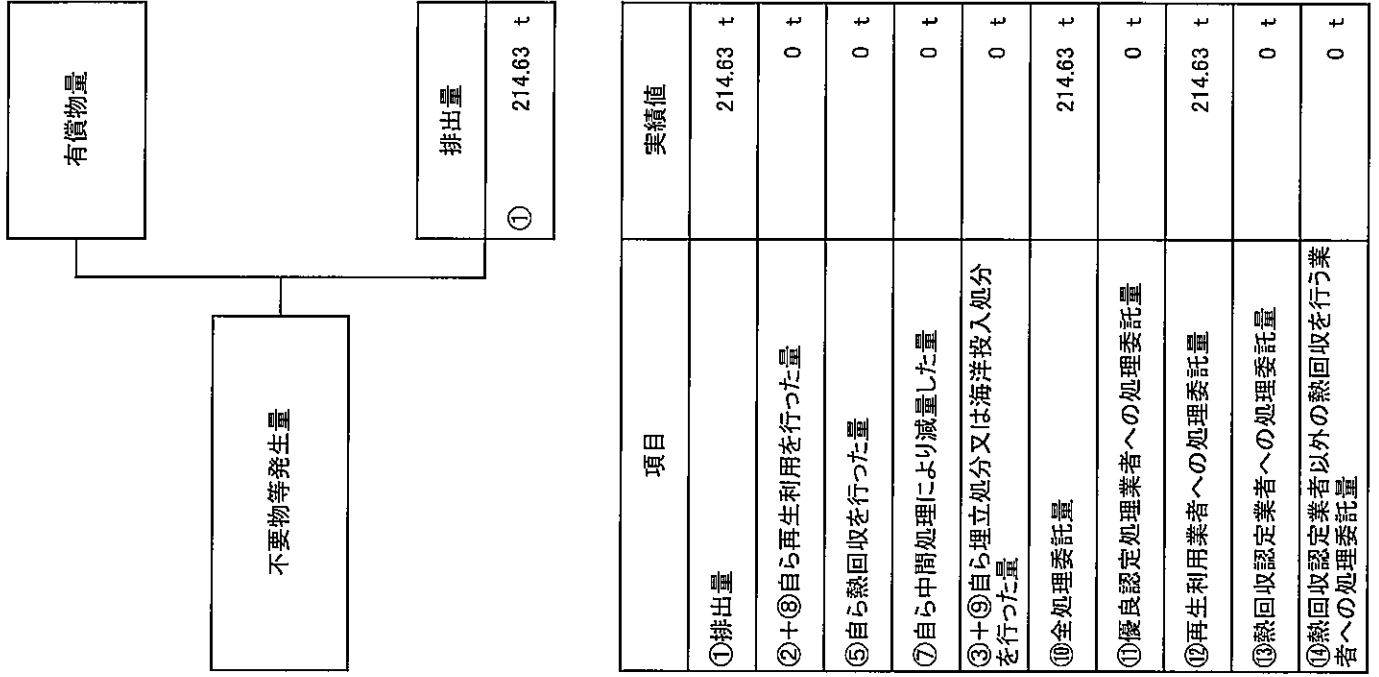 不要物等発生量
有償物量
排出量
① 214.63 t
項目 実績値
①排出量 214.63 t
②+⑧自ら再生利用を行った量 0 t
⑤自ら熱回収を行った量 0 t
⑦自ら中間処理により減量した量 0 t
③+⑨自ら埋立処分又は海洋投入処分 0 t
を行った量
⑩全処理委託量 214.63 t
⑪優良認定処理業者への処理委託量 0 t
⑫再生利用業者への処理委託量 214.63 t
⑬熱回収認定業者への処理委託量 0 t
⑭熱回収認定業者以外の熱回収を行う業 0 t
者への処理委託量